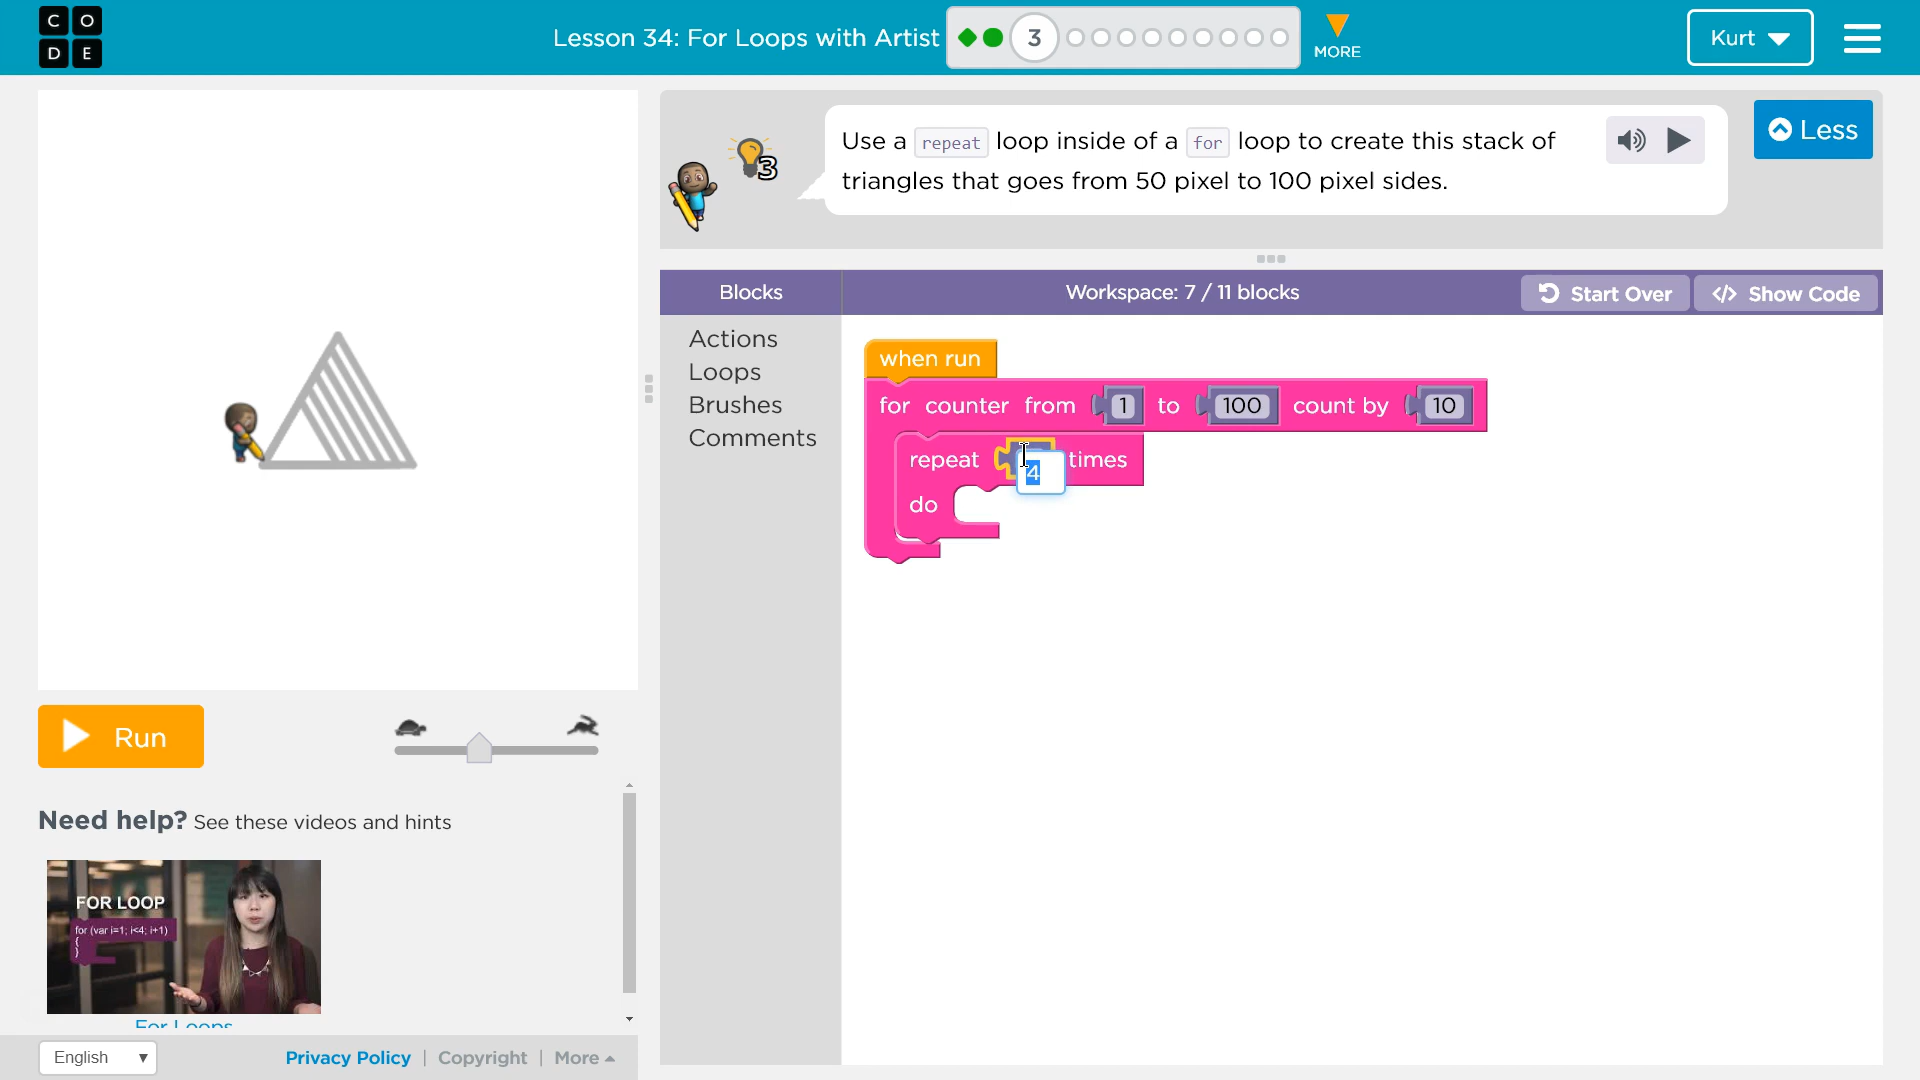 C O
D E
Lesson 34: For Loops with Artist
3
MORE
Kurt
3
Use a repeat loop inside of a for loop to create this stack of
triangles that goes from 50 pixel to 100 pixel sides.
Less
Blocks
Workspace: 7 / 11 blocks
Start Over
</> Show Code
Actions
Loops
Brushes
Comments
when run
for counter from 1 to 100 count by 10
repeat 4 times
do
Run
Need help? See these videos and hints
FOR LOOP
for (var i=1; i<4; i+1)
{
}
For Loops
English
Privacy Policy | Copyright | More